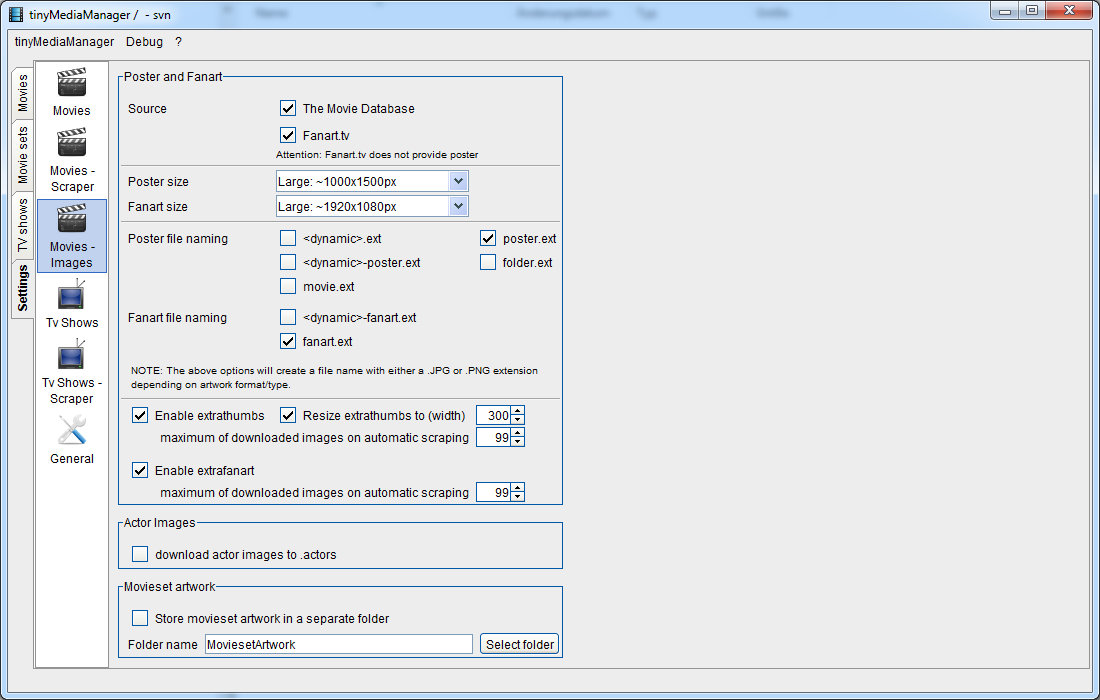 tinyMediaManager / - svn
tinyMediaManager Debug ?
Movies
Movie sets
TV shows
Settings
Movies
Movies -
Scraper
Movies -
Images
Tv Shows
Tv Shows -
Scraper
General
Poster and Fanart
Source
The Movie Database
Fanart.tv
Attention: Fanart.tv does not provide poster
Poster size Large: ~1000x1500px
Fanart size Large: ~1920x1080px
Poster file naming <dynamic>.ext poster.ext
<dynamic>-poster.ext folder.ext
movie.ext
Fanart file naming <dynamic>-fanart.ext
fanart.ext
NOTE: The above options will create a file name with either a .JPG or .PNG extension
depending on artwork format/type.
Enable extrathumbs Resize extrathumbs to (width) 300
maximum of downloaded images on automatic scraping 99
Enable extrafanart
maximum of downloaded images on automatic scraping 99
Actor Images
download actor images to .actors
Movieset artwork
Store movieset artwork in a separate folder
Folder name MoviesetArtwork Select folder